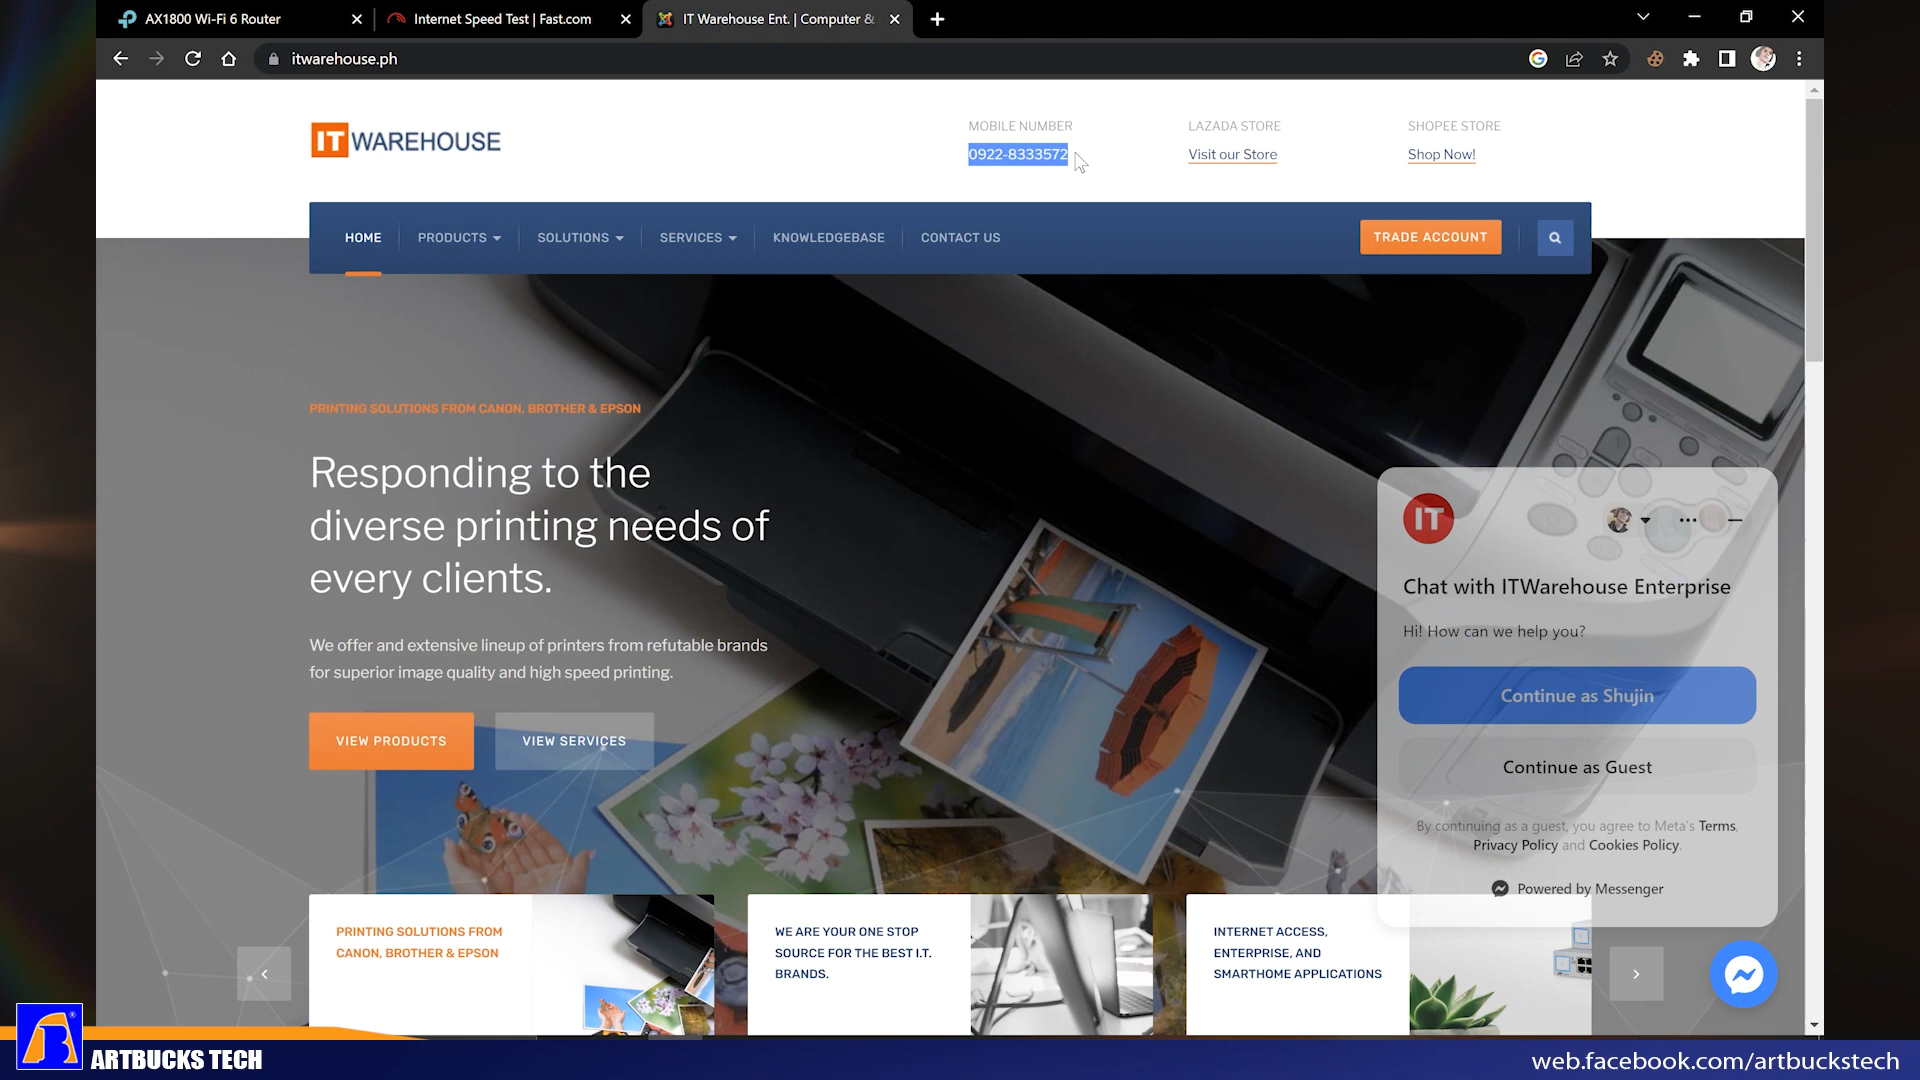 AX1800 Wi-Fi 6 Router
Internet Speed Test | Fast.com
IT Warehouse Ent. | Computer &
itwarehouse.ph
IT WAREHOUSE
MOBILE NUMBER
0922-8333572
LAZADA STORE
Visit our Store
SHOPEE STORE
Shop Now!
HOME
PRODUCTS
SOLUTIONS
SERVICES
KNOWLEDGEBASE
CONTACT US
TRADE ACCOUNT
PRINTING SOLUTIONS FROM CANON, BROTHER & EPSON
Responding to the
diverse printing needs of
every clients.
We offer and extensive lineup of printers from refutable brands
for superior image quality and high speed printing.
VIEW PRODUCTS
VIEW SERVICES
IT
Chat with ITWarehouse Enterprise
Hi! How can we help you?
Continue as Shujin
Continue as Guest
By continuing as a guest, you agree to Meta's Terms,
Privacy Policy and Cookies Policy.
Powered by Messenger
PRINTING SOLUTIONS FROM
CANON, BROTHER & EPSON
WE ARE YOUR ONE STOP
SOURCE FOR THE BEST I.T.
BRANDS.
INTERNET ACCESS,
ENTERPRISE, AND
SMARTHOME APPLICATIONS
ARTBUCKS TECH
web.facebook.com/artbuckstech